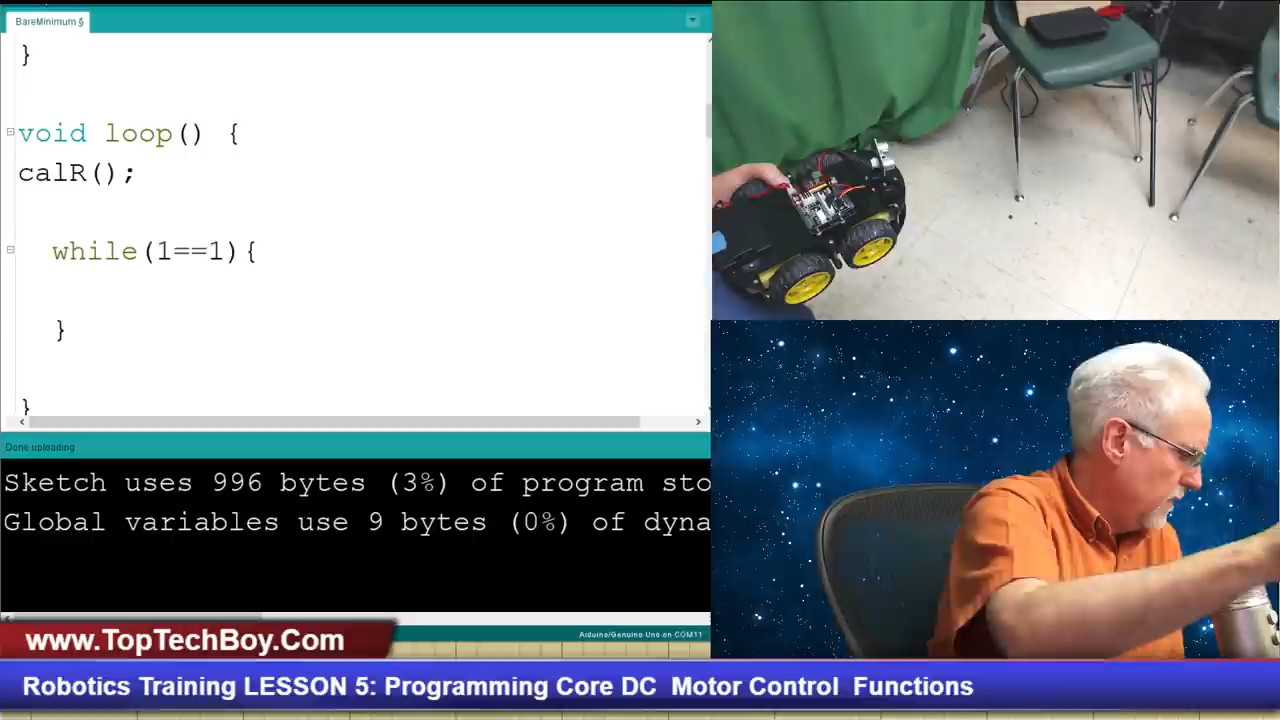 BareMinimum §
}
void loop() {
calR();
while(1==1){
}
}
Done uploading
Sketch uses 996 bytes (3%) of program sto
Global variables use 9 bytes (0%) of dyna
Arduino/Genuino Uno on COM11
www.TopTechBoy.Com
Robotics Training LESSON 5: Programming Core DC Motor Control Functions